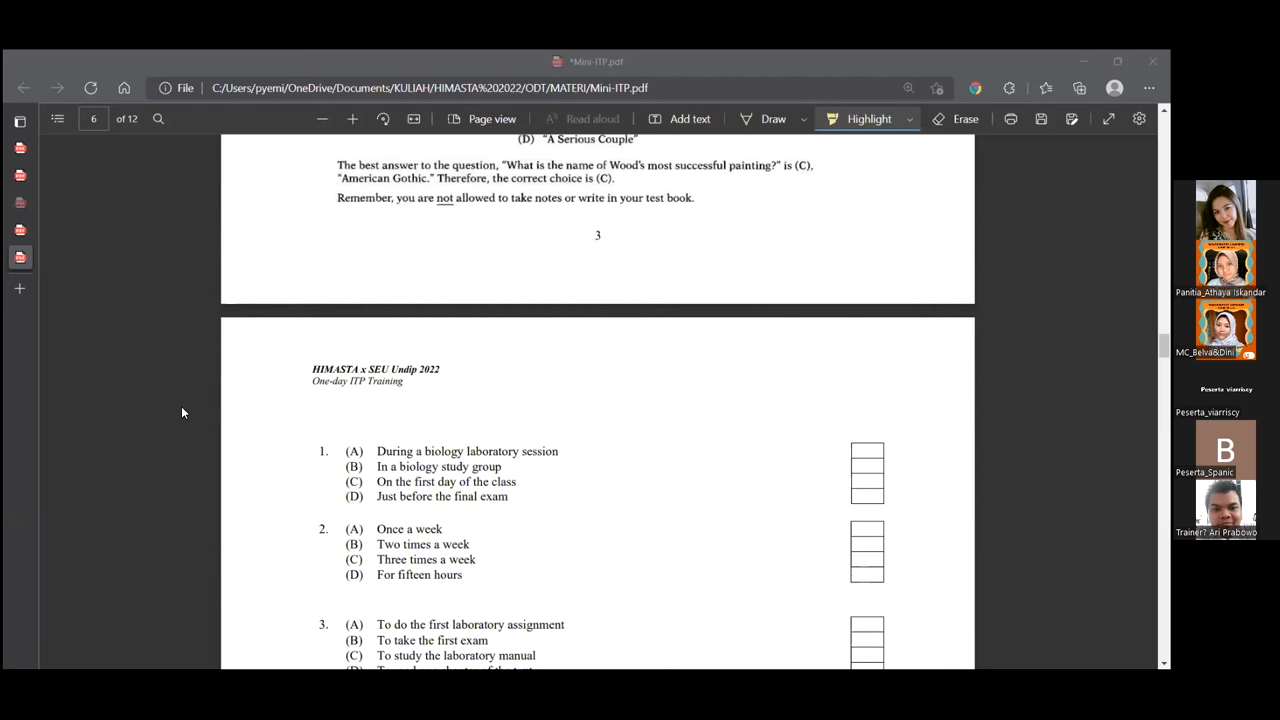 *Mini-ITP.pdf
File
C:/Users/pyemi/OneDrive/Documents/KULIAH/HIMASTA%202022/ODT/MATERI/Mini-ITP.pdf
6 of 12
Page view
Read aloud
Add text
Draw
Highlight
Erase
(D) "A Serious Couple"
The best answer to the question, "What is the name of Wood's most successful painting?" is (C),
"American Gothic." Therefore, the correct choice is (C).
Remember, you are not allowed to take notes or write in your test book.
3
HIMASTA x SEU Undip 2022
One-day ITP Training
1. (A) During a biology laboratory session
(B) In a biology study group
(C) On the first day of the class
(D) Just before the final exam
2. (A) Once a week
(B) Two times a week
(C) Three times a week
(D) For fifteen hours
3. (A) To do the first laboratory assignment
(B) To take the first exam
(C) To study the laboratory manual
Panitia_Athaya Iskandar
MC_Belva&Dini
Peserta viarriscy
Peserta_viarriscy
B
Peserta_Spanic
Trainer? Ari Prabowo